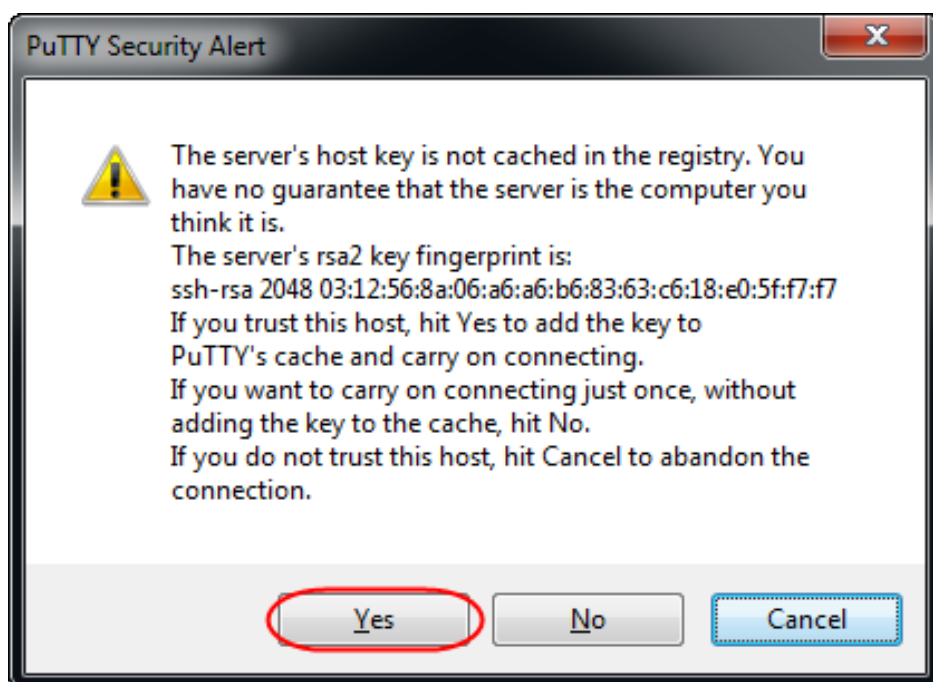 PuTTY Security Alert
The server's host key is not cached in the registry. You
have no guarantee that the server is the computer you
think it is.
The server's rsa2 key fingerprint is:
ssh-rsa 2048 03:12:56:8a:06:a6:a6:b6:83:63:c6:18:e0:5f:f7:f7
If you trust this host, hit Yes to add the key to
PuTTY's cache and carry on connecting.
If you want to carry on connecting just once, without
adding the key to the cache, hit No.
If you do not trust this host, hit Cancel to abandon the
connection.
Yes No Cancel